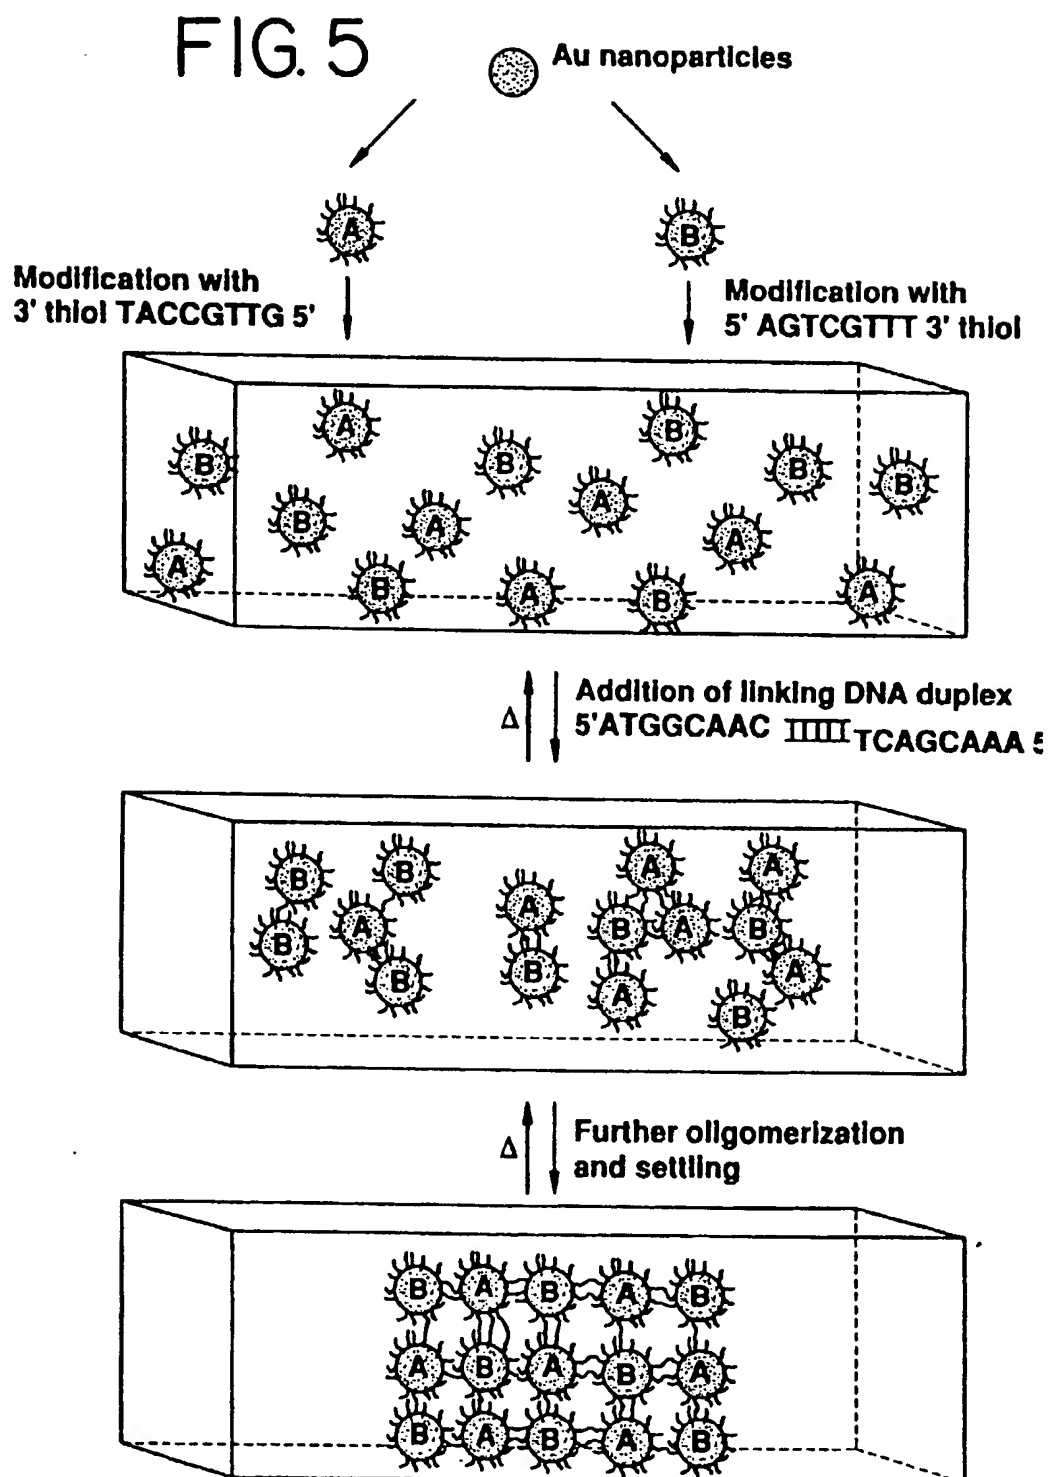 FIG. 5
Au nanoparticles
A
B
Modification with
3' thiol TACCGTTG 5'
Modification with
5' AGTCGTTT 3' thiol
A
B
B
B
B
B
A
B
A
A
A
B
A
B
A
A
Δ
Addition of linking DNA duplex
5'ATGGCAAC
TCAGCAAA 5
B
B
A
A
A
B
A
B
A
B
B
B
A
A
B
Δ
Further oligomerization
and settling
B A B A B
A B A B A
B A B A B